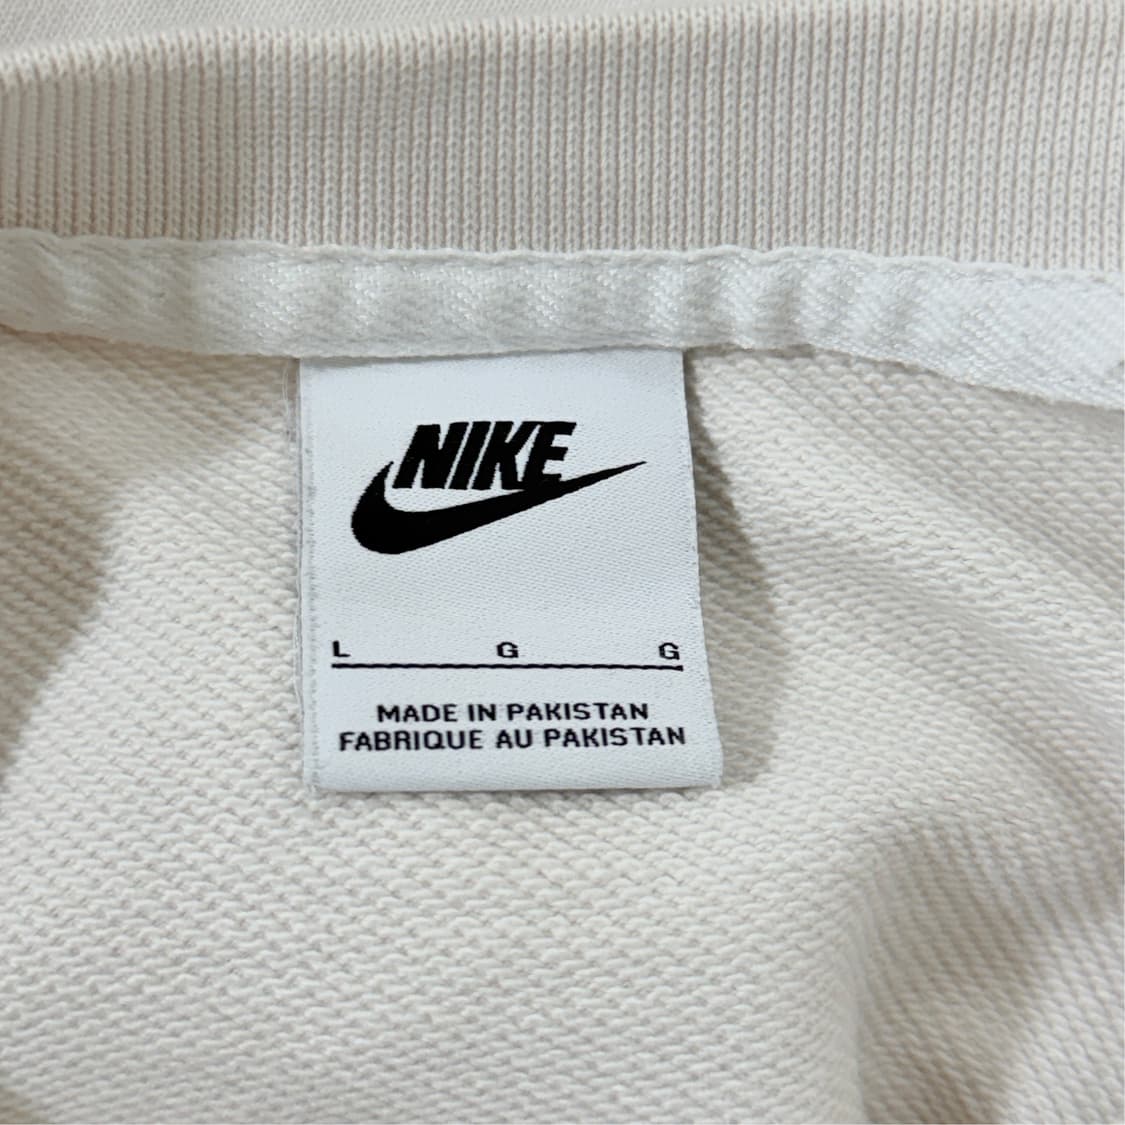 NIKE
L G G
MADE IN PAKISTAN
FABRIQUE AU PAKISTAN